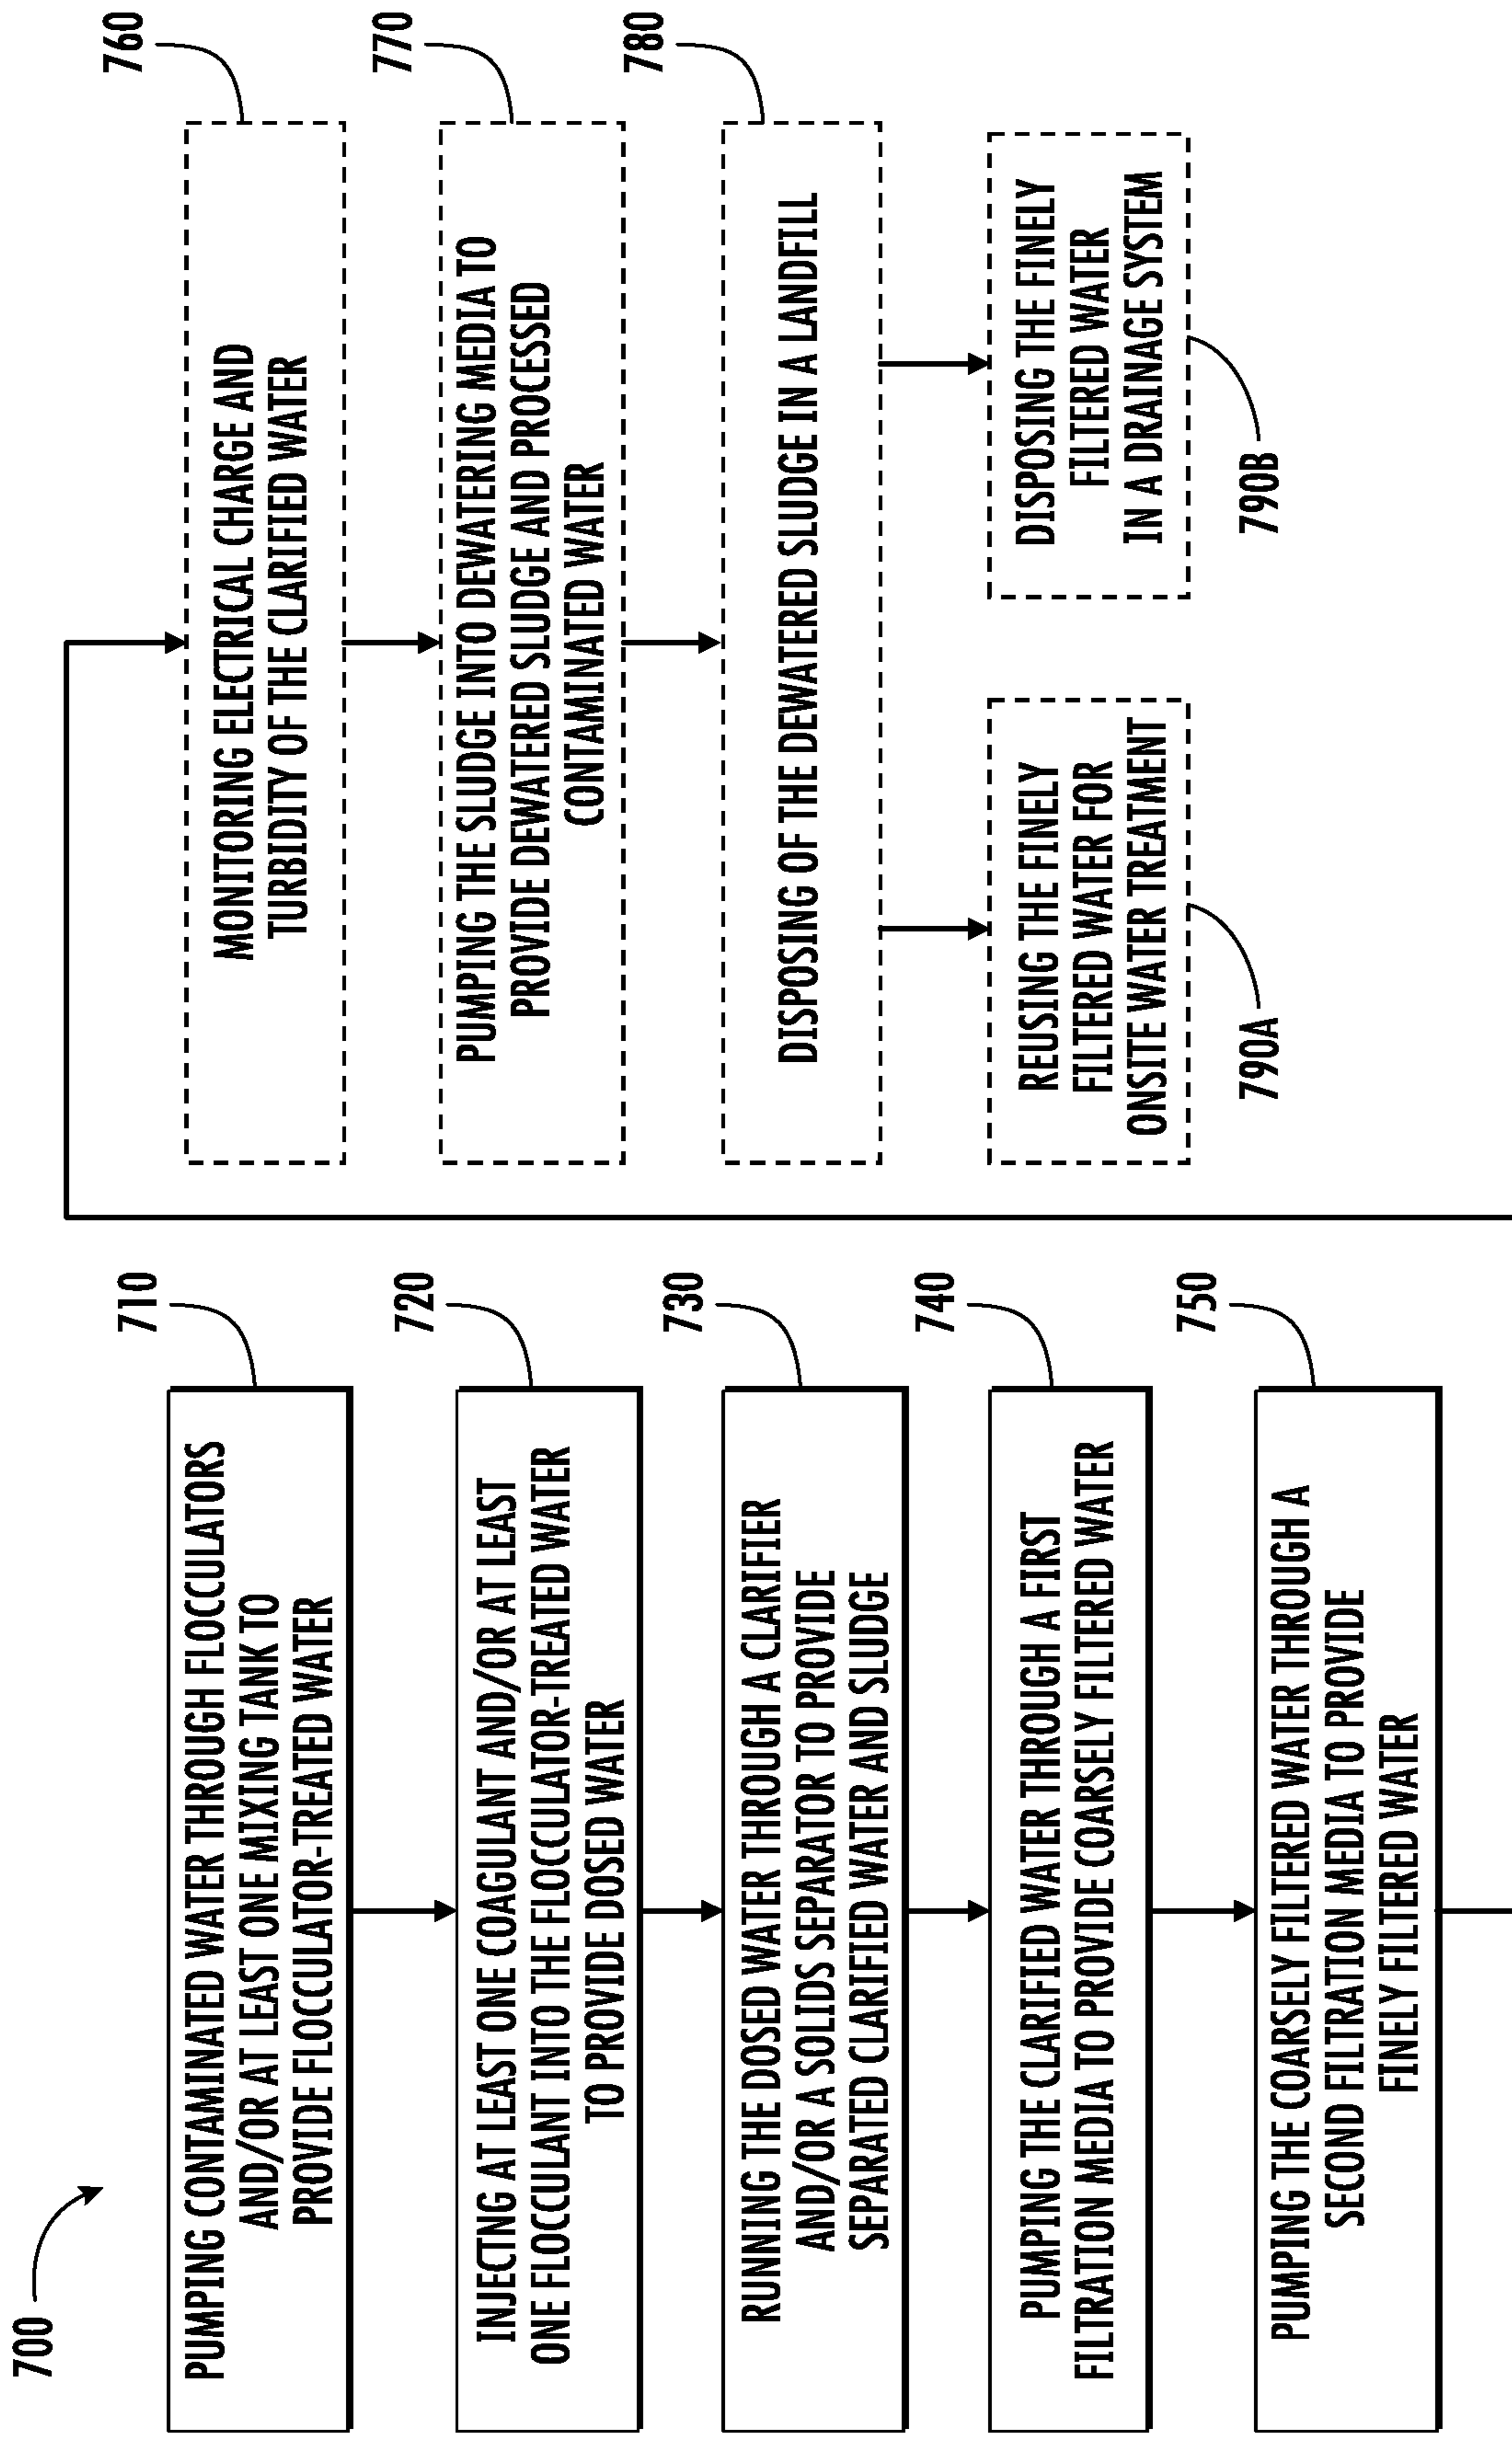 700
PUMPING CONTAMINATED WATER THROUGH FLOCCULATORS
AND/OR AT LEAST ONE MIXING TANK TO
PROVIDE FLOCCULATOR-TREATED WATER
710
INJECTNG AT LEAST ONE COAGULANT AND/OR AT LEAST
ONE FLOCCULANT INTO THE FLOCCULATOR-TREATED WATER
TO PROVIDE DOSED WATER
720
RUNNING THE DOSED WATER THROUGH A CLARIFIER
AND/OR A SOLIDS SEPARATOR TO PROVIDE
SEPARATED CLARIFIED WATER AND SLUDGE
730
PUMPING THE CLARIFIED WATER THROUGH A FIRST
FILTRATION MEDIA TO PROVIDE COARSELY FILTERED WATER
740
PUMPING THE COARSELY FILTERED WATER THROUGH A
SECOND FILTRATION MEDIA TO PROVIDE
FINELY FILTERED WATER
750
MONITORING ELECTRICAL CHARGE AND
TURBIDITY OF THE CLARIFIED WATER
760
PUMPING THE SLUDGE INTO DEWATERING MEDIA TO
PROVIDE DEWATERED SLUDGE AND PROCESSED
CONTAMINATED WATER
770
DISPOSING OF THE DEWATERED SLUDGE IN A LANDFILL
780
REUSING THE FINELY
FILTERED WATER FOR
ONSITE WATER TREATMENT
790A
DISPOSING THE FINELY
FILTERED WATER
IN A DRAINAGE SYSTEM
790B